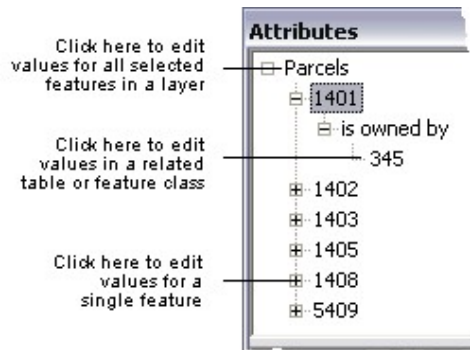 Click here to edit
values for all selected
features in a layer
Click here to edit
values in a related
table or feature class
Click here to edit
values for a
single feature
Attributes
Parcels
1401
is owned by
345
1402
1403
1405
1408
5409